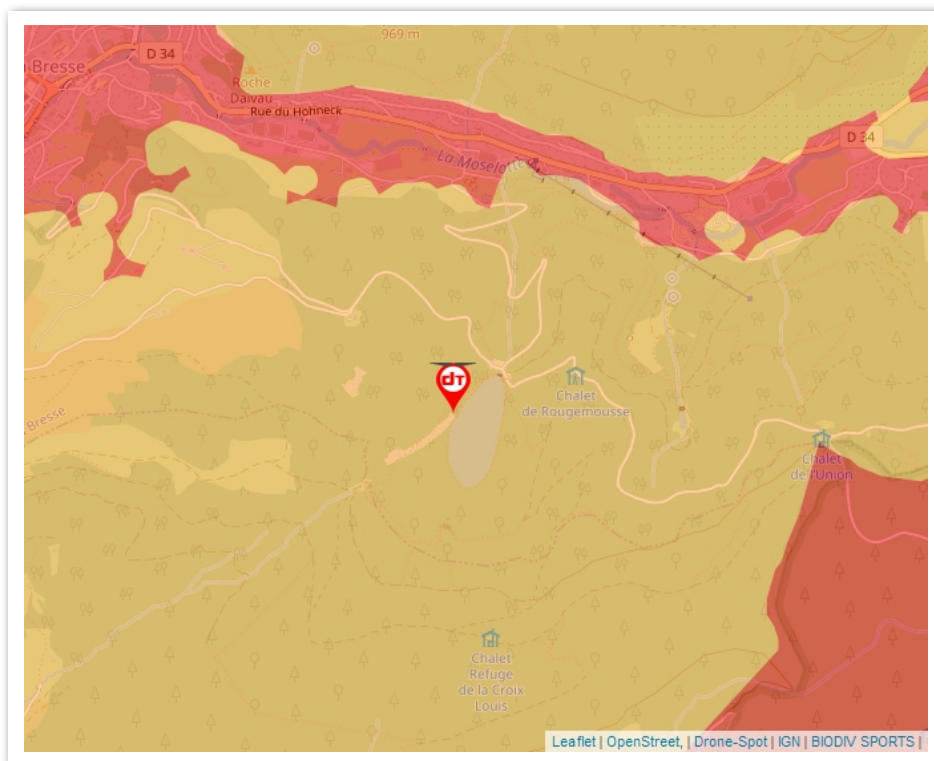 969 m
D 34
Bresse
Roche
Daivau
Rue du Hohneck
La Moselotte
D 34
dT
Chalet
de Rougemousse
Bresse
Chalet
de l'Union
Chalet
Refuge
de la Croix
Louis
Leaflet | OpenStreet, | Drone-Spot | IGN | BIODIV SPORTS |